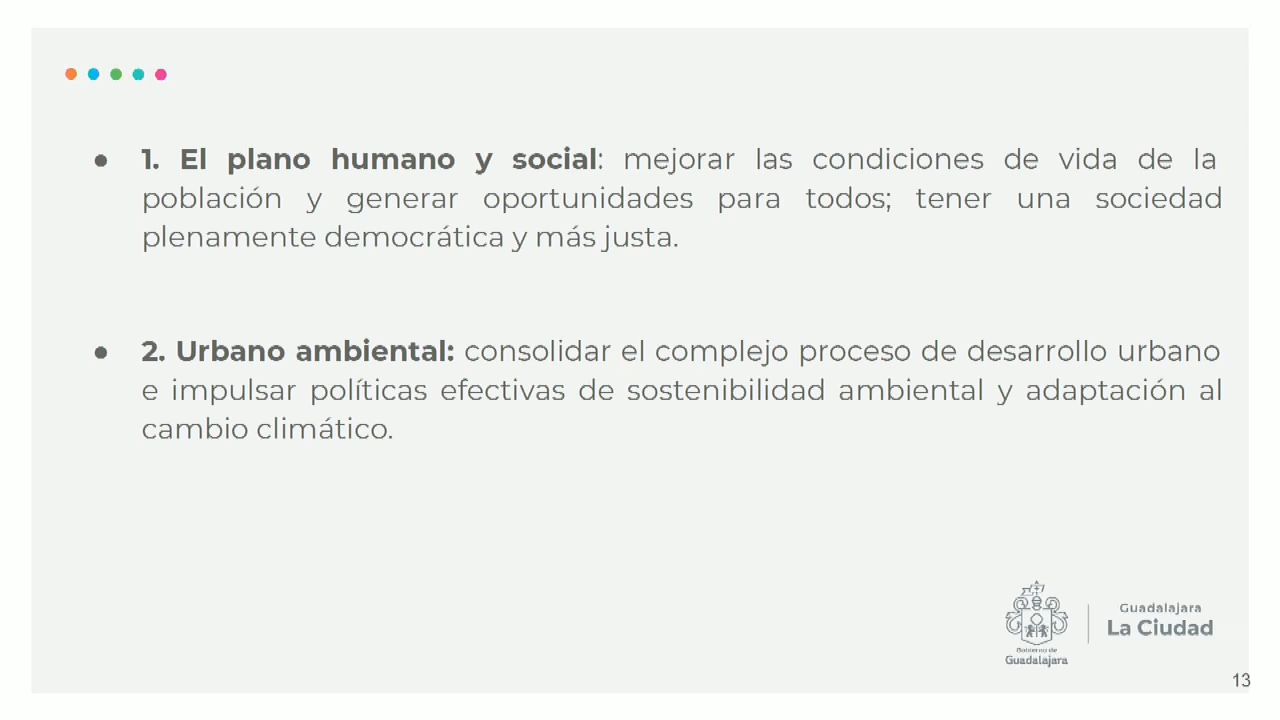 ● 1. El plano humano y social: mejorar las condiciones de vida de la
población y generar oportunidades para todos; tener una sociedad
plenamente democrática y más justa.
● 2. Urbano ambiental: consolidar el complejo proceso de desarrollo urbano
e impulsar políticas efectivas de sostenibilidad ambiental y adaptación al
cambio climático.
Gobierno de
Guadalajara
Guadalajara
La Ciudad
13